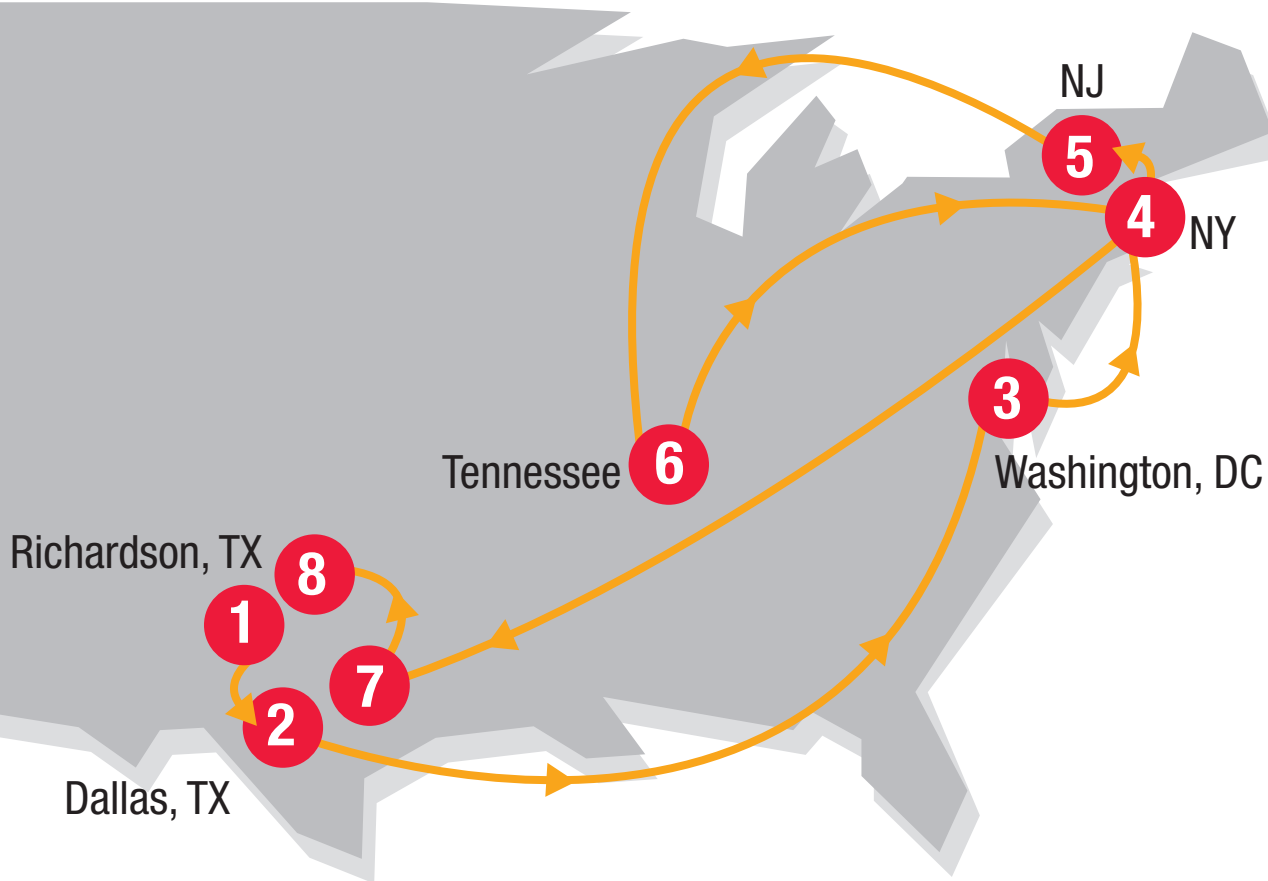 NJ
5
4
NY
3
Tennessee 6
Washington, DC
Richardson, TX
8
1
7
2
Dallas, TX